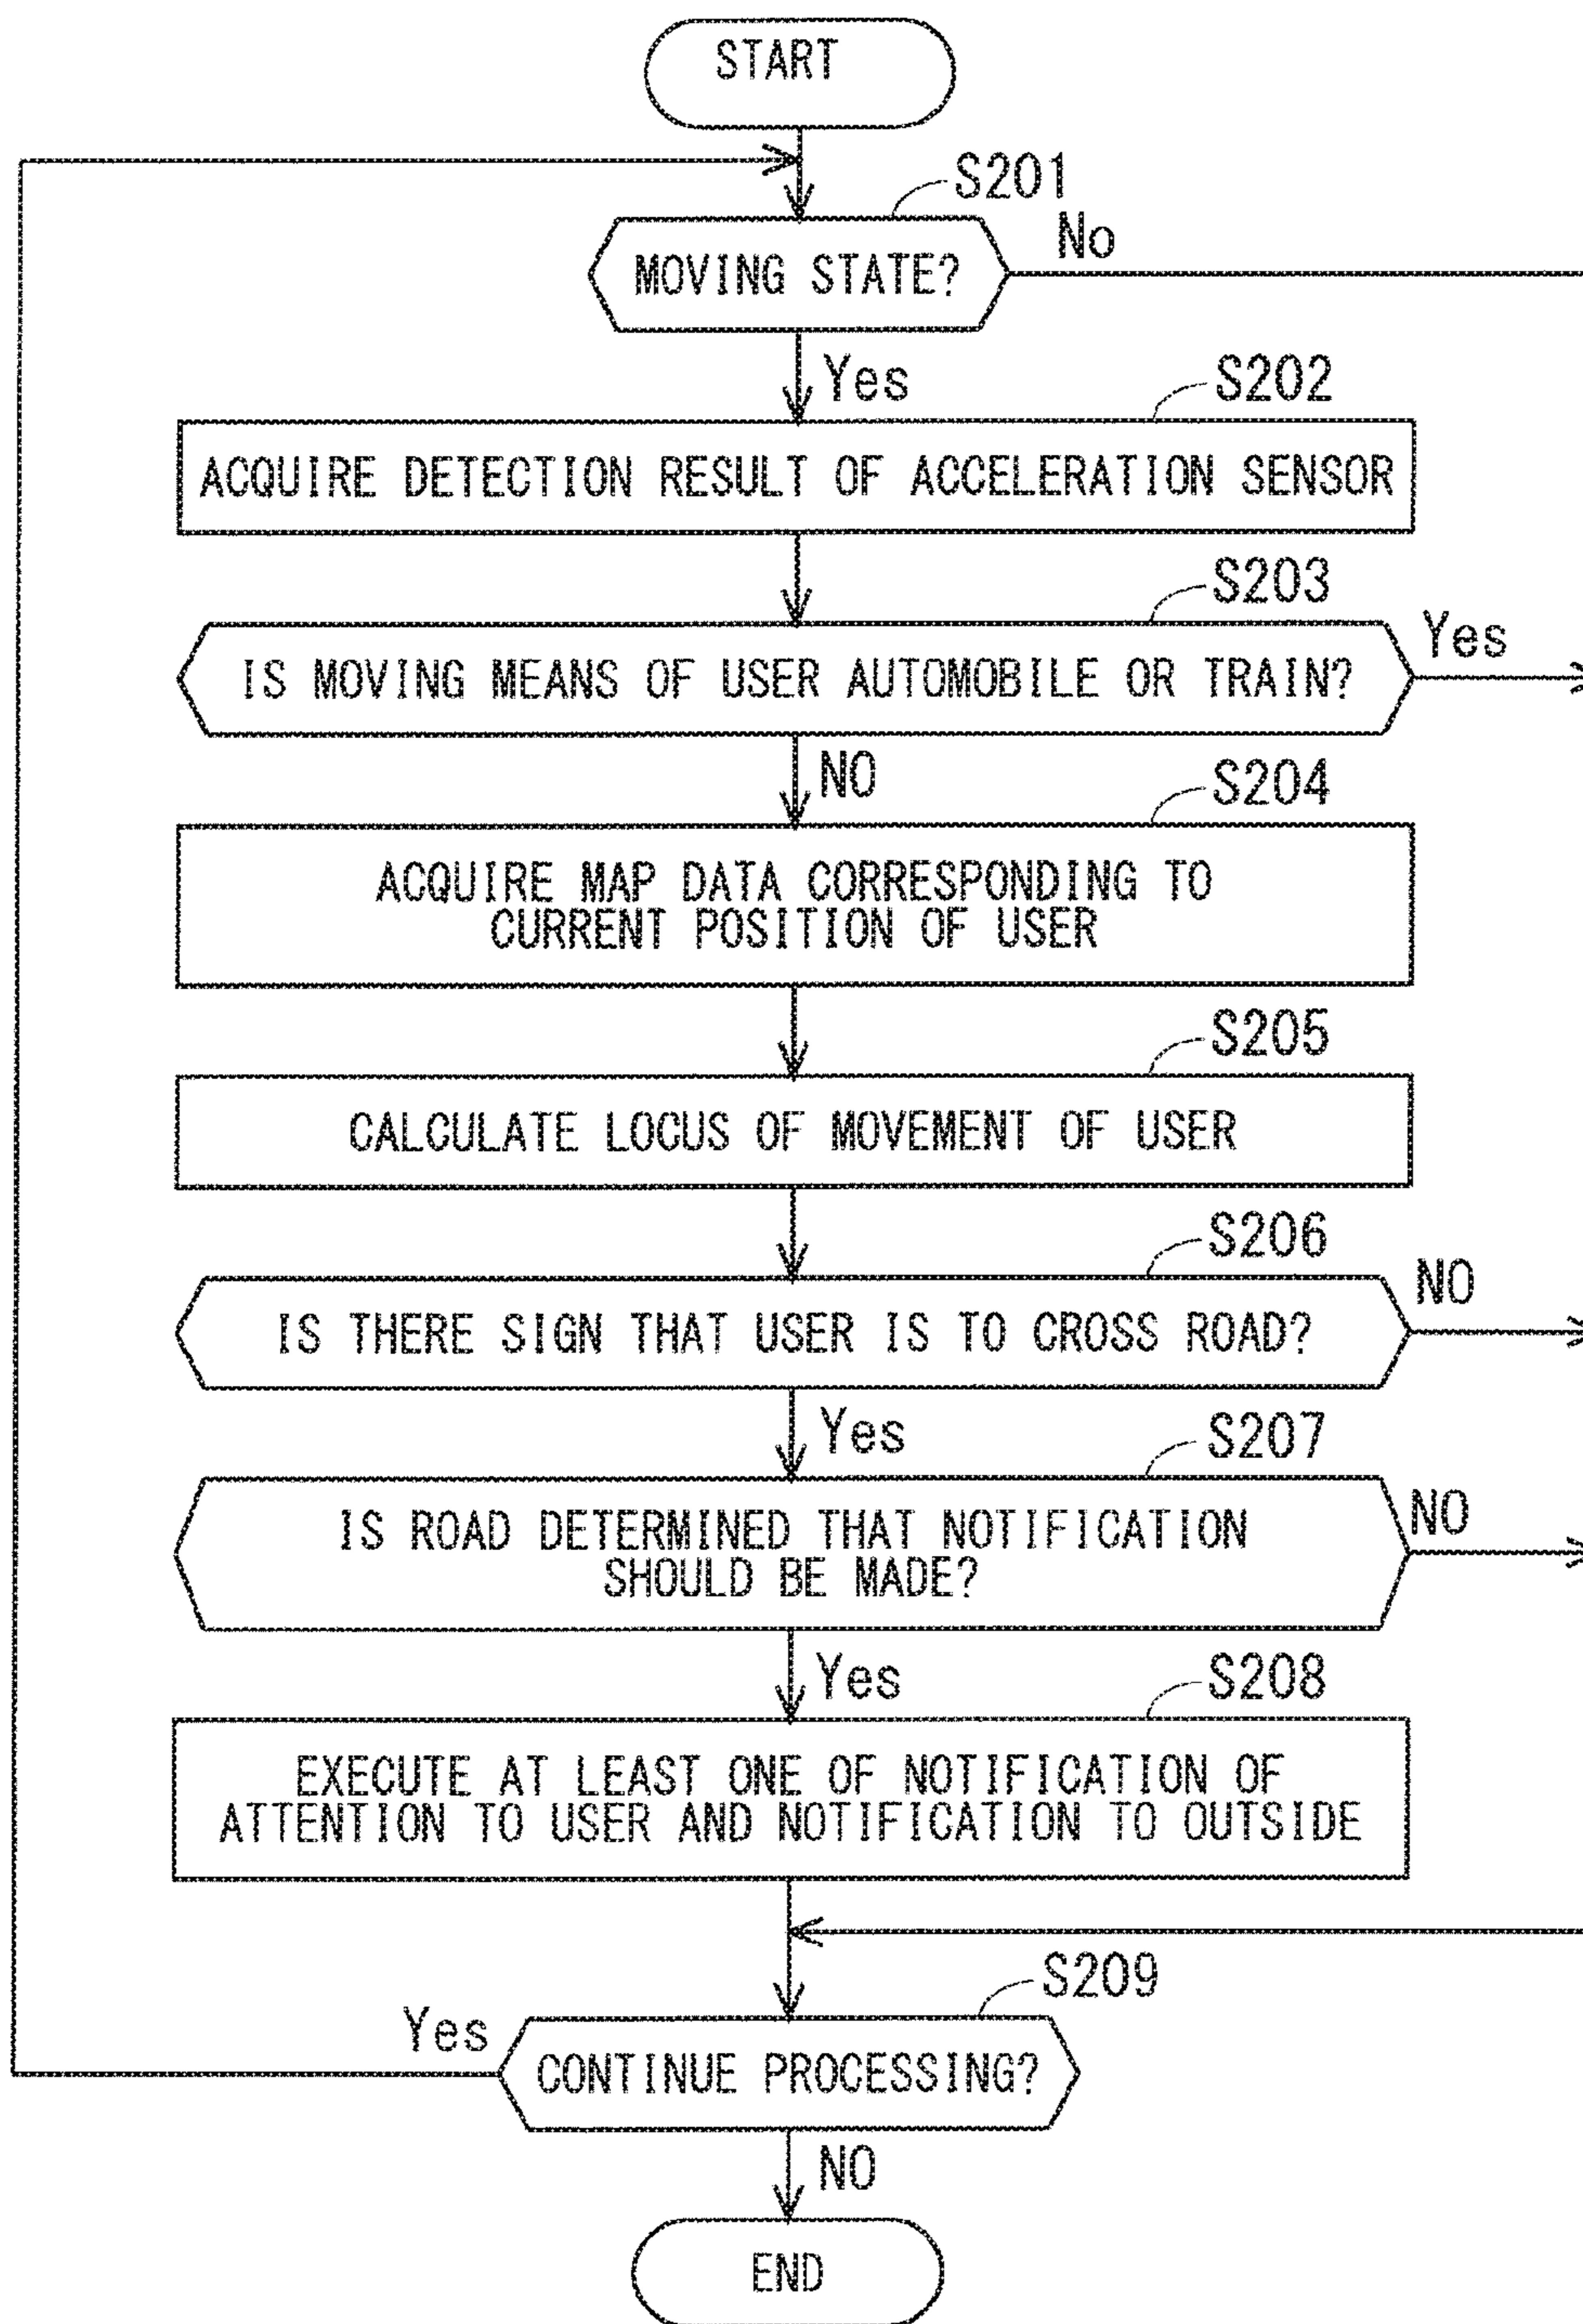 START
S201
MOVING STATE?
No
Yes
S202
ACQUIRE DETECTION RESULT OF ACCELERATION SENSOR
S203
IS MOVING MEANS OF USER AUTOMOBILE OR TRAIN?
Yes
NO
S204
ACQUIRE MAP DATA CORRESPONDING TO
CURRENT POSITION OF USER
S205
CALCULATE LOCUS OF MOVEMENT OF USER
S206
IS THERE SIGN THAT USER IS TO CROSS ROAD?
NO
Yes
S207
IS ROAD DETERMINED THAT NOTIFICATION
SHOULD BE MADE?
NO
Yes
S208
EXECUTE AT LEAST ONE OF NOTIFICATION OF
ATTENTION TO USER AND NOTIFICATION TO OUTSIDE
S209
Yes
CONTINUE PROCESSING?
NO
END